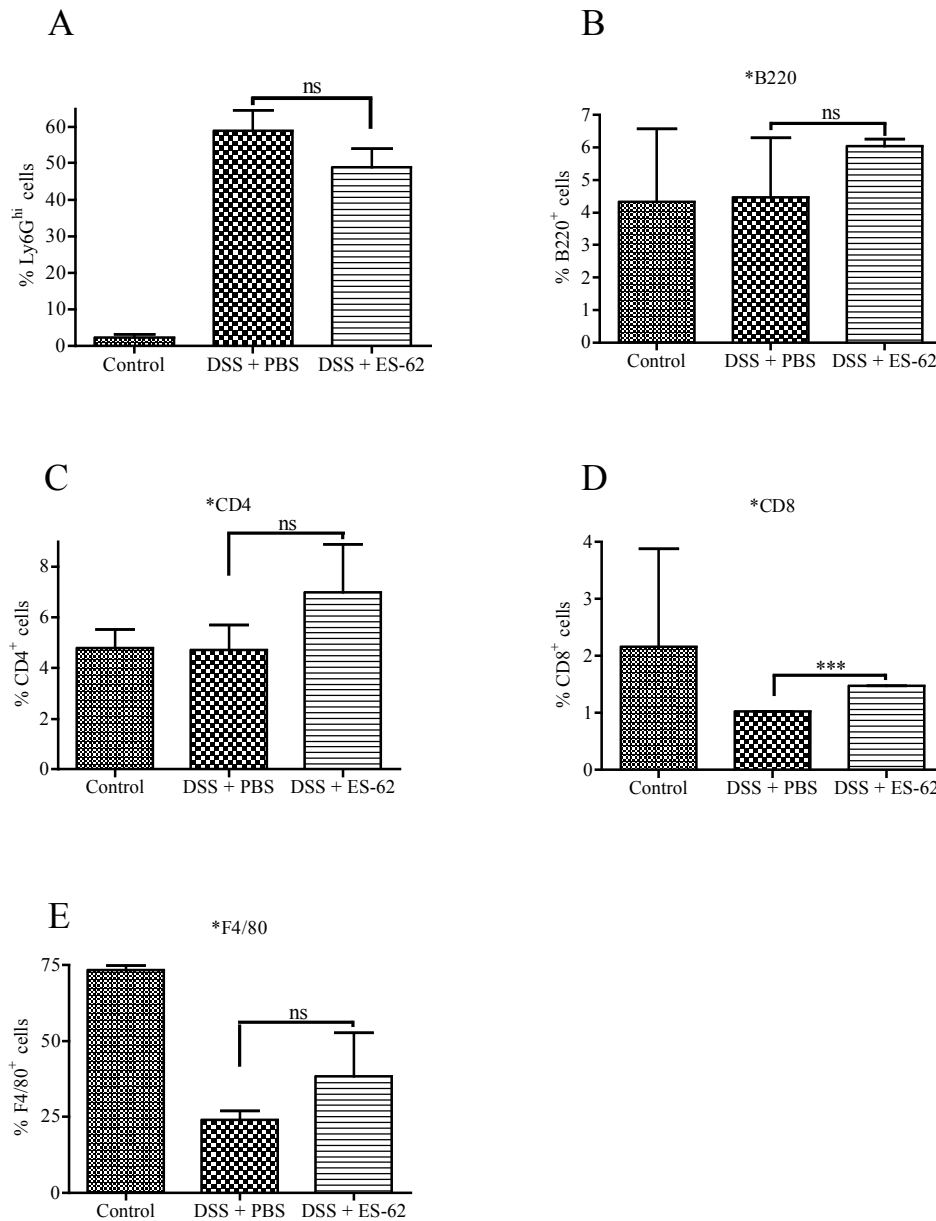 A
ns
% Ly6G^hi cells
60
50
40
30
20
10
0
Control
DSS + PBS
DSS + ES-62
B
*B220
ns
% B220⁺ cells
7
6
5
4
3
2
1
0
Control
DSS + PBS
DSS + ES-62
C
*CD4
ns
% CD4⁺ cells
8
6
4
2
0
Control
DSS + PBS
DSS + ES-62
D
*CD8
***
% CD8⁺ cells
4
3
2
1
0
Control
DSS + PBS
DSS + ES-62
E
*F4/80
ns
% F4/80⁺ cells
75
50
25
0
Control
DSS + PBS
DSS + ES-62